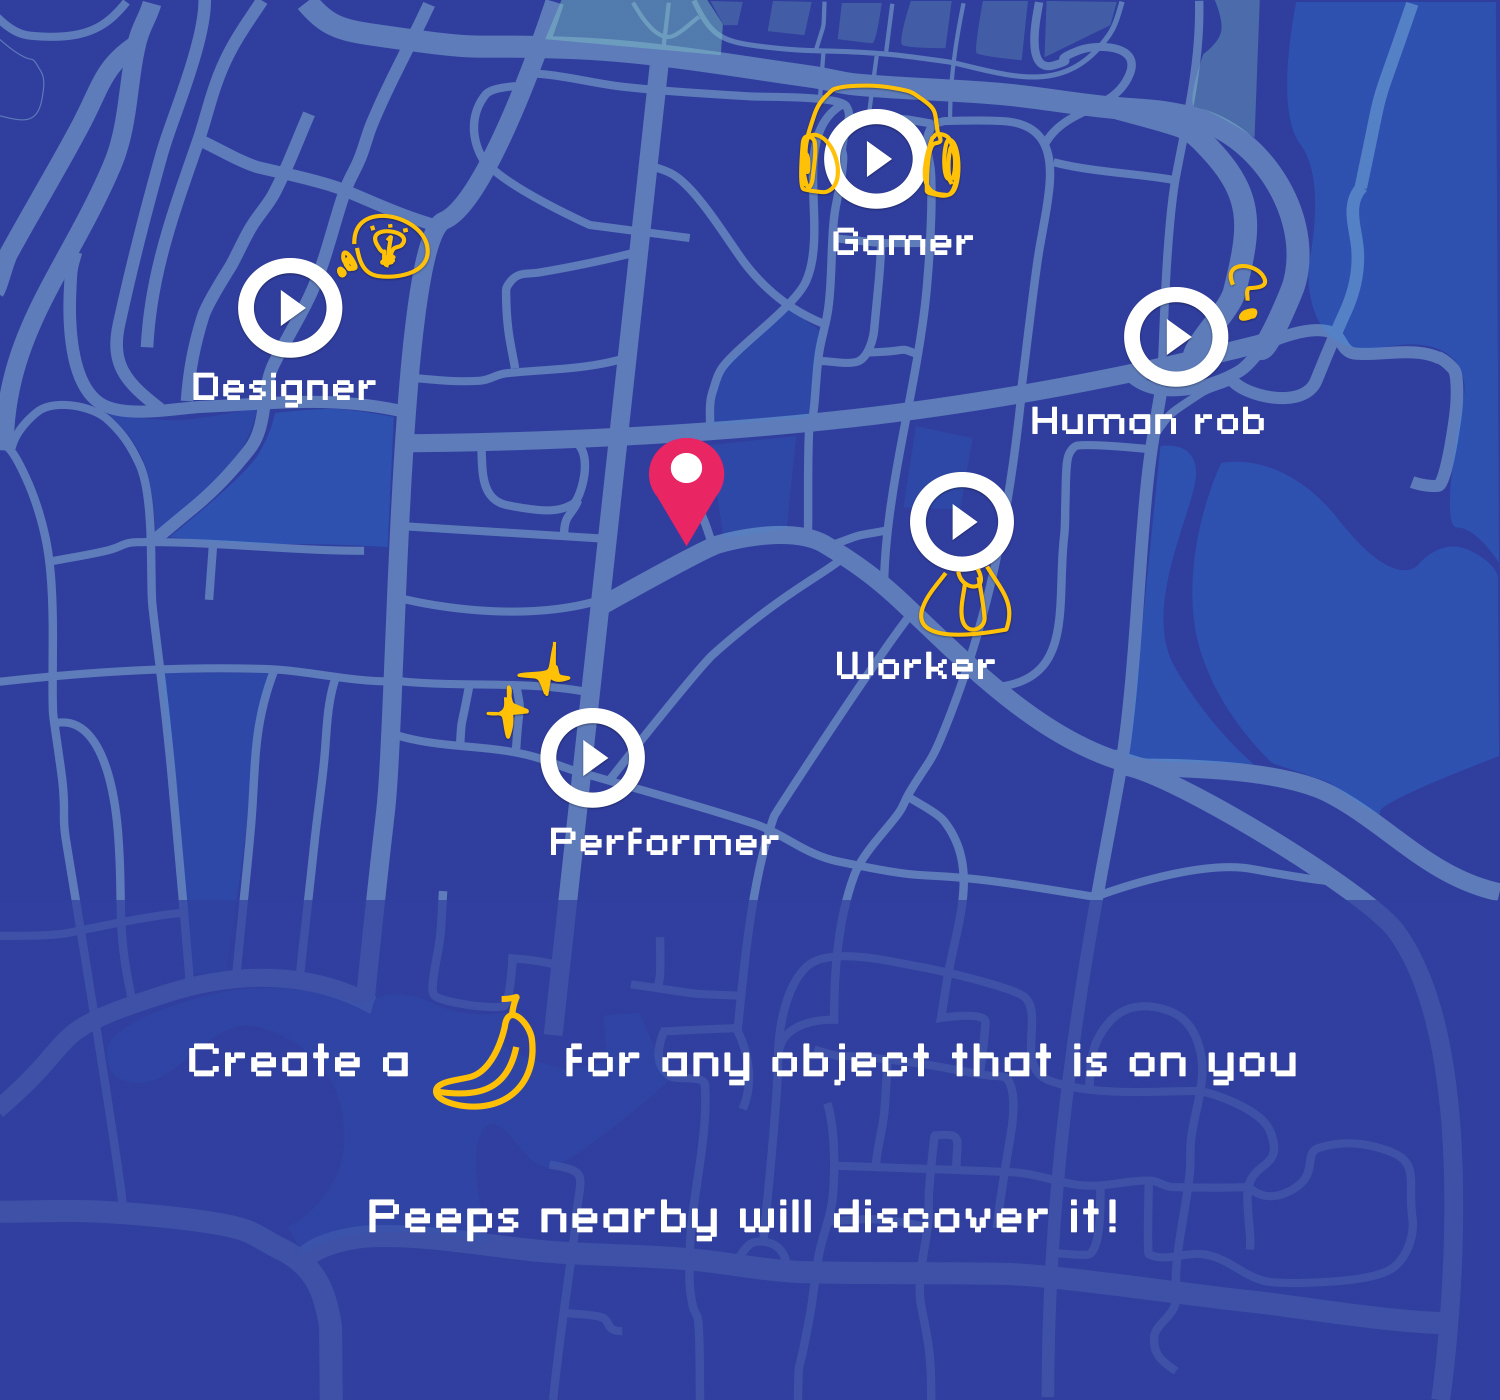 Gamer
Designer
Human rob
Worker
Performer
Create a for any object that is on you
Peeps nearby will discover it!